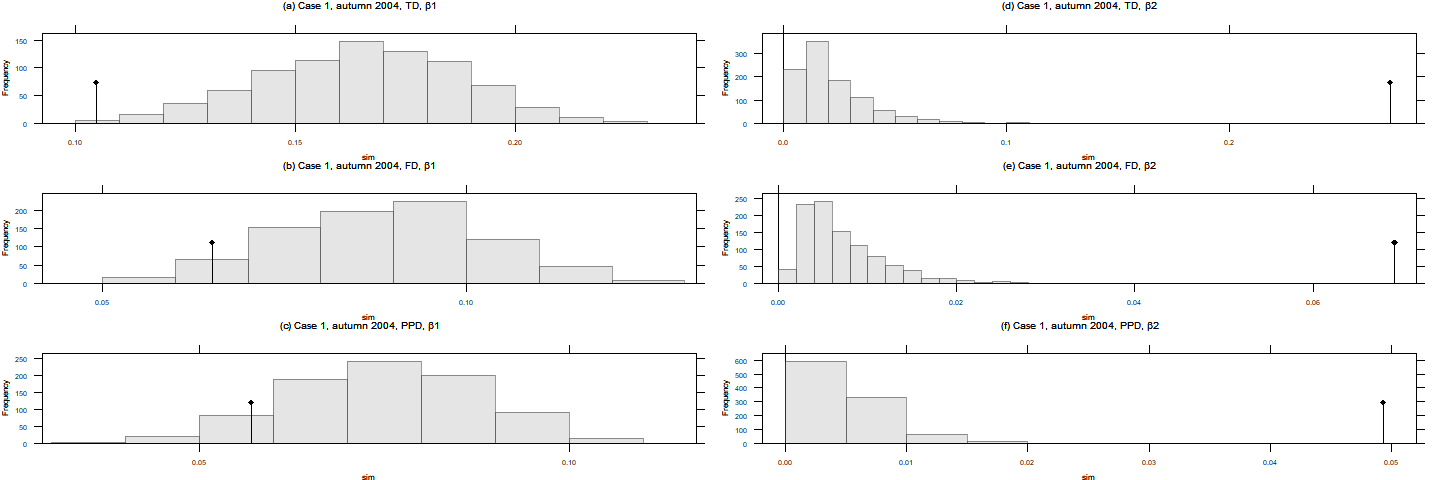 (a) Case 1, autumn 2004, TD, β1
Frequency
150
100
50
0
0.10 0.15 0.20
sim
(b) Case 1, autumn 2004, FD, β1
Frequency
200
150
100
50
0
0.05 0.10
sim
(c) Case 1, autumn 2004, PPD, β1
Frequency
250
200
150
100
50
0
0.05 0.10
sim
(d) Case 1, autumn 2004, TD, β2
Frequency
300
200
100
0
0.0 0.1 0.2
sim
(e) Case 1, autumn 2004, FD, β2
Frequency
250
200
150
100
50
0
0.00 0.02 0.04 0.06
sim
(f) Case 1, autumn 2004, PPD, β2
Frequency
600
500
400
300
200
100
0
0.00 0.01 0.02 0.03 0.04 0.05
sim